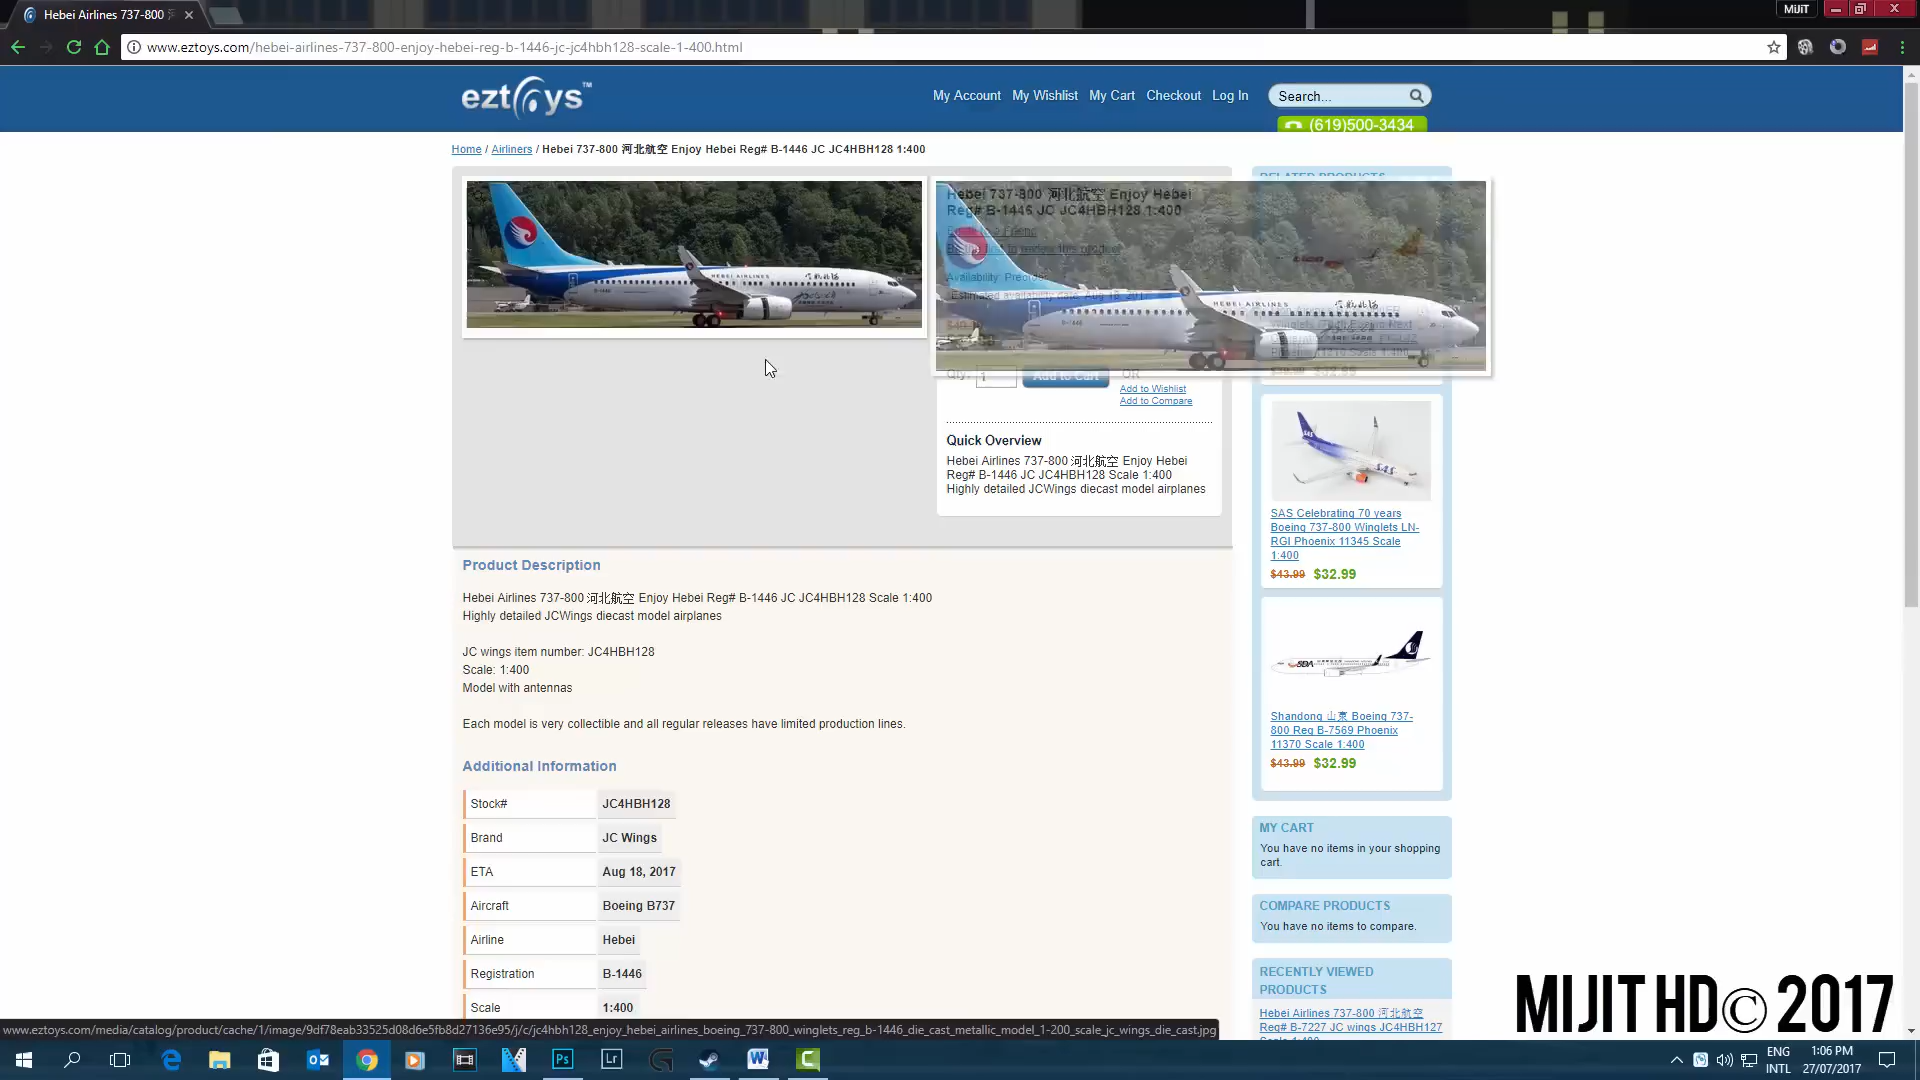 Hebei Airlines 737-800
MIJIT
www.eztoys.com/hebei-airlines-737-800-enjoy-hebei-reg-b-1446-jc-jc4hbh128-scale-1-400.html
eztoys™
My Account My Wishlist My Cart Checkout Log In
Search...
(619)500-3434
Home / Airliners / Hebei 737-800 河北航空 Enjoy Hebei Reg# B-1446 JC JC4HBH128 1:400
RELATED PRODUCTS
Hebei 737-800 河北航空 Enjoy Hebei
Reg# B-1446 JC JC4HBH128 1:400
HEBEI AIRLINES
HEBEI AIRLINES
Availability: Preorder
Qty: 1 Add to Cart OR
Add to Wishlist
Add to Compare
Quick Overview
Hebei Airlines 737-800 河北航空 Enjoy Hebei
Reg# B-1446 JC JC4HBH128 Scale 1:400
Highly detailed JCWings diecast model airplanes
SAS
SAS Celebrating 70 years
Boeing 737-800 Winglets LN-
RGI Phoenix 11345 Scale
1:400
$43.99 $32.99
SDA
Shandong 山东 Boeing 737-
800 Reg B-7569 Phoenix
11370 Scale 1:400
$43.99 $32.99
Product Description
Hebei Airlines 737-800 河北航空 Enjoy Hebei Reg# B-1446 JC JC4HBH128 Scale 1:400
Highly detailed JCWings diecast model airplanes
JC wings item number: JC4HBH128
Scale: 1:400
Model with antennas
Each model is very collectible and all regular releases have limited production lines.
Additional Information
Stock# JC4HBH128
Brand JC Wings
ETA Aug 18, 2017
Aircraft Boeing B737
Airline Hebei
Registration B-1446
Scale 1:400
MY CART
You have no items in your shopping
cart.
COMPARE PRODUCTS
You have no items to compare.
RECENTLY VIEWED
PRODUCTS
Hebei Airlines 737-800 河北航空
Reg# B-7227 JC wings JC4HBH127
MIJIT HD© 2017
www.eztoys.com/media/catalog/product/cache/1/image/9df78eab33525d08d6e5fb8d27136e95/j/c/jc4hbh128_enjoy_hebei_airlines_boeing_737-800_winglets_reg_b-1446_die_cast_metallic_model_1-200_scale_jc_wings_die_cast.jpg
Ps
Lr
ENG
INTL
1:06 PM
27/07/2017